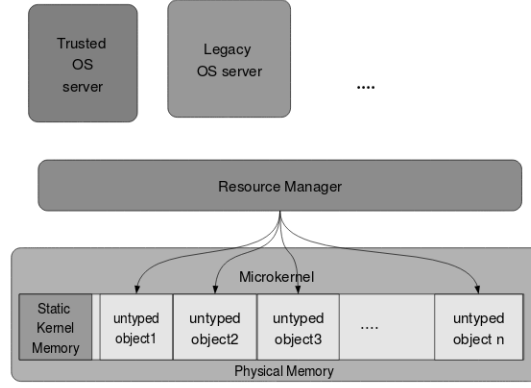 Trusted
OS
server
Legacy
OS server
....
Resource Manager
Microkernel
Static
Kernel
Memory
untyped
object1
untyped
object2
untyped
object3
....
untyped
object n
Physical Memory